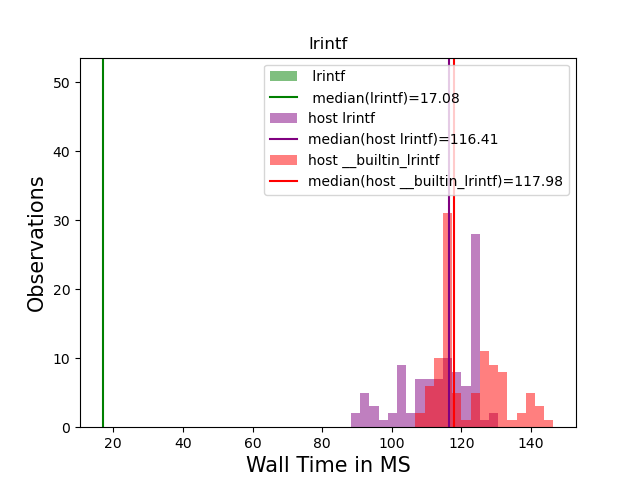 lrintf
lrintf
median(lrintf)=17.08
host lrintf
median(host lrintf)=116.41
host __builtin_lrintf
median(host __builtin_lrintf)=117.98
Observations
50
40
30
20
10
0
20 40 60 80 100 120 140
Wall Time in MS